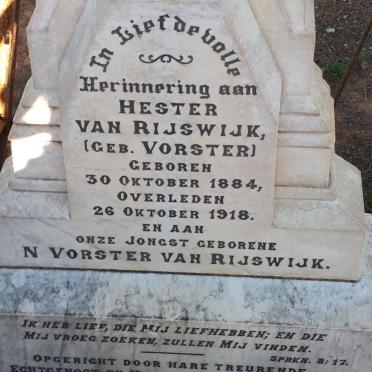 In Liefdevolle
Herinnering aan
HESTER
VAN RIJSWIJK,
(GEB. VORSTER)
GEBOREN
30 OKTOBER 1884,
OVERLEDEN
26 OKTOBER 1918.
EN AAN
ONZE JONGST GEBORENE
N VORSTER VAN RIJSWIJK.
IK HEB LIEF, DIE MIJ LIEFHEBBEN; EN DIE
MIJ VROEG ZOEKEN, ZULLEN MIJ VINDEN.
SPRKN. 8:17.
OPGERICHT DOOR HARE TREURENDE
ECHTGENOOT EN